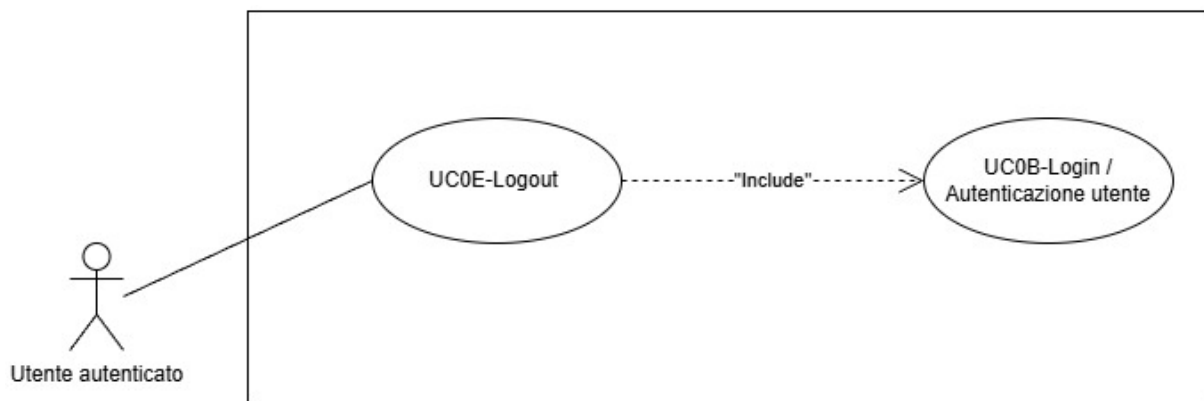 UC0E-Logout
"Include"
UC0B-Login /
Autenticazione utente
Utente autenticato